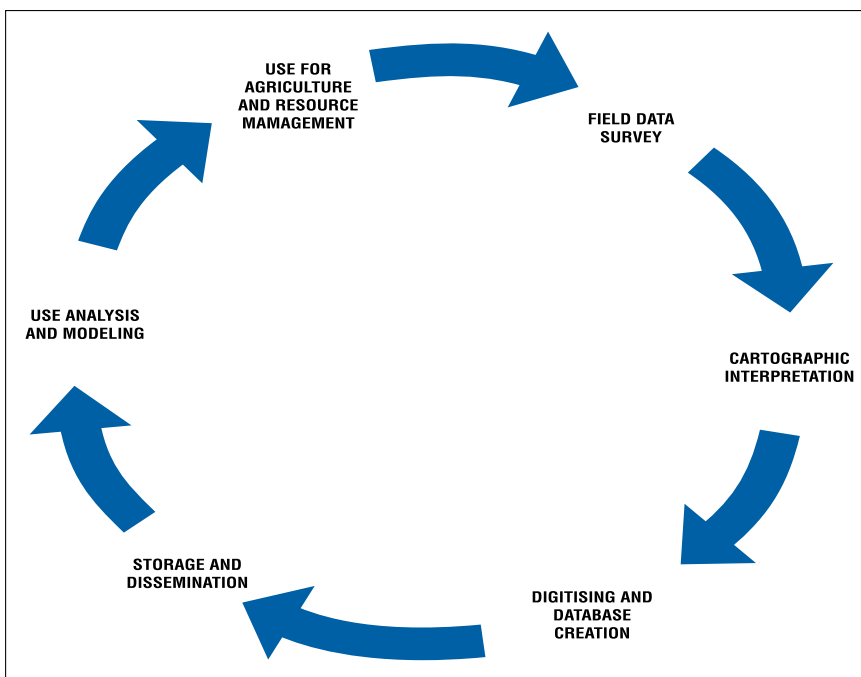 USE FOR
AGRICULTURE
AND RESOURCE
MAMAGEMENT
FIELD DATA
SURVEY
CARTOGRAPHIC
INTERPRETATION
DIGITISING AND
DATABASE
CREATION
STORAGE AND
DISSEMINATION
USE ANALYSIS
AND MODELING